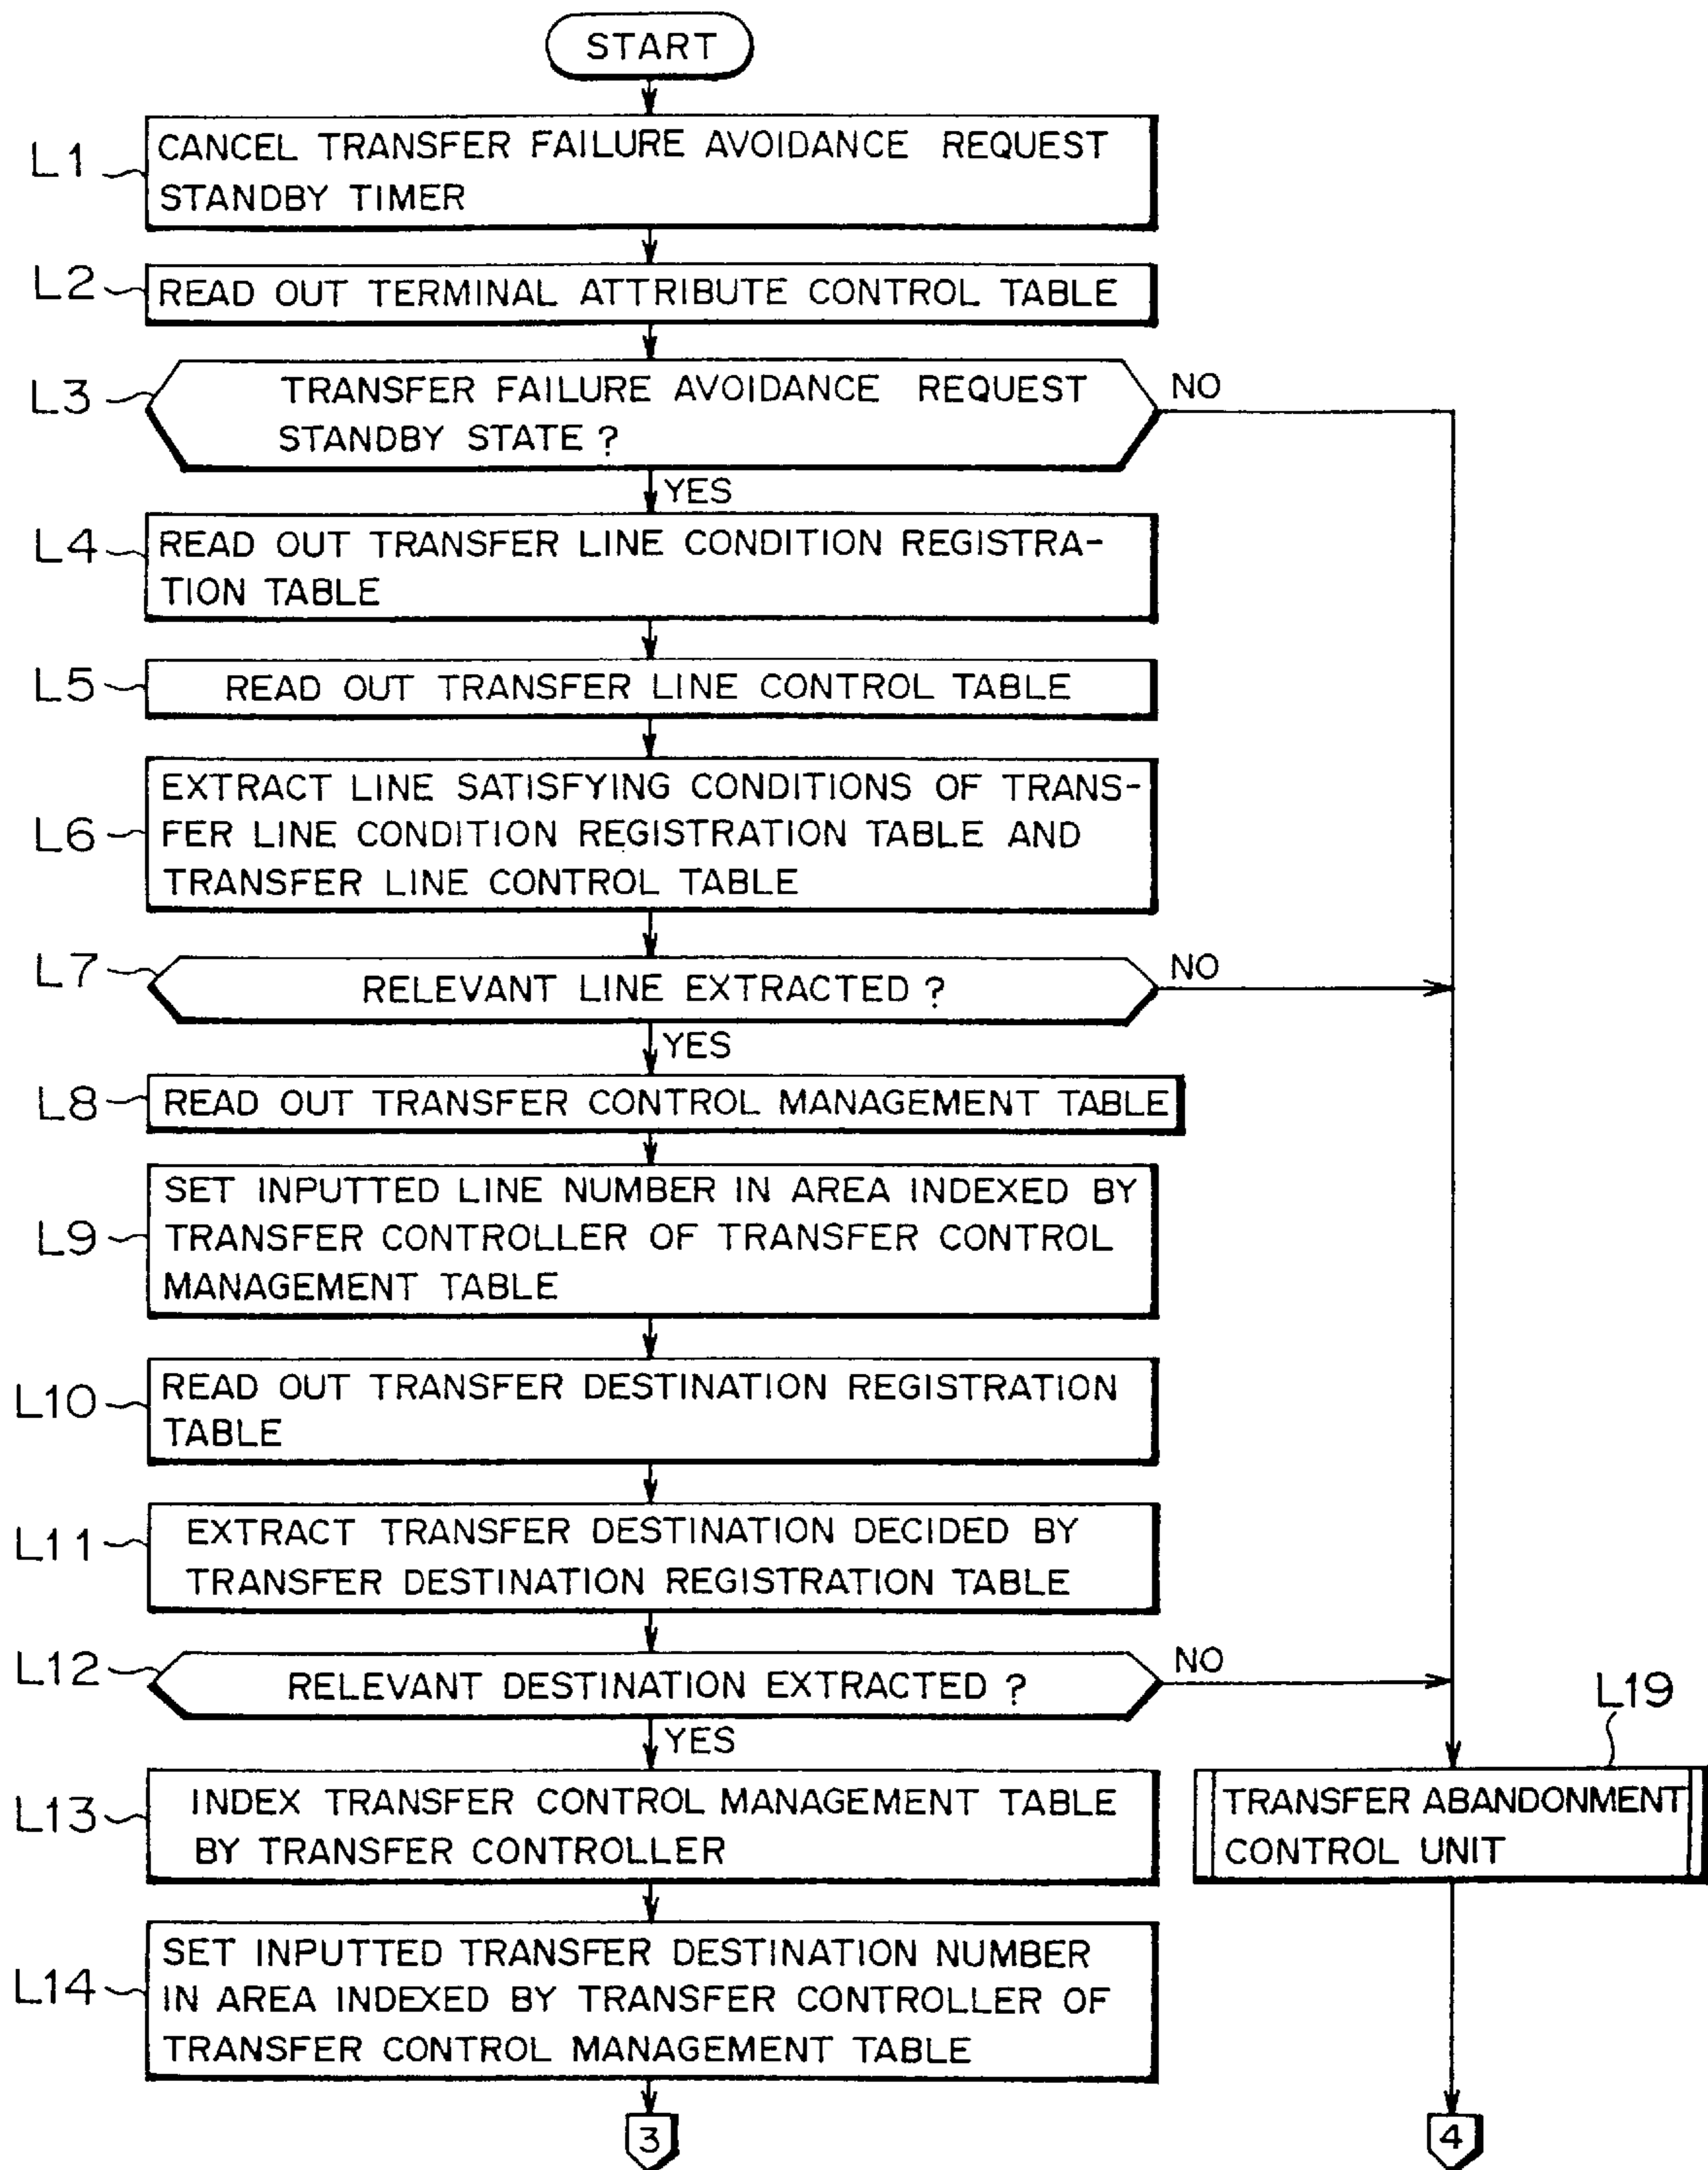 START
L1
CANCEL TRANSFER FAILURE AVOIDANCE REQUEST
STANDBY TIMER
L2
READ OUT TERMINAL ATTRIBUTE CONTROL TABLE
L3
TRANSFER FAILURE AVOIDANCE REQUEST
STANDBY STATE ?
NO
YES
L4
READ OUT TRANSFER LINE CONDITION REGISTRA-
TION TABLE
L5
READ OUT TRANSFER LINE CONTROL TABLE
L6
EXTRACT LINE SATISFYING CONDITIONS OF TRANS-
FER LINE CONDITION REGISTRATION TABLE AND
TRANSFER LINE CONTROL TABLE
L7
RELEVANT LINE EXTRACTED ?
NO
YES
L8
READ OUT TRANSFER CONTROL MANAGEMENT TABLE
L9
SET INPUTTED LINE NUMBER IN AREA INDEXED BY
TRANSFER CONTROLLER OF TRANSFER CONTROL
MANAGEMENT TABLE
L10
READ OUT TRANSFER DESTINATION REGISTRATION
TABLE
L11
EXTRACT TRANSFER DESTINATION DECIDED BY
TRANSFER DESTINATION REGISTRATION TABLE
L12
RELEVANT DESTINATION EXTRACTED ?
NO
YES
L13
INDEX TRANSFER CONTROL MANAGEMENT TABLE
BY TRANSFER CONTROLLER
L19
TRANSFER ABANDONMENT
CONTROL UNIT
L14
SET INPUTTED TRANSFER DESTINATION NUMBER
IN AREA INDEXED BY TRANSFER CONTROLLER OF
TRANSFER CONTROL MANAGEMENT TABLE
3
4